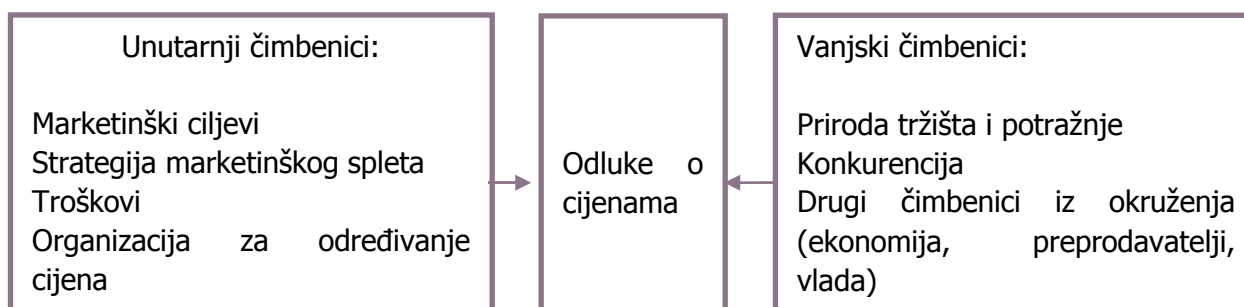 Unutarnji čimbenici:
Marketinški ciljevi
Strategija marketinškog spleta
Troškovi
Organizacija za određivanje
cijena
Odluke o
cijenama
Vanjski čimbenici:
Priroda tržišta i potražnje
Konkurencija
Drugi čimbenici iz okruženja
(ekonomija, preprodavatelji,
vlada)